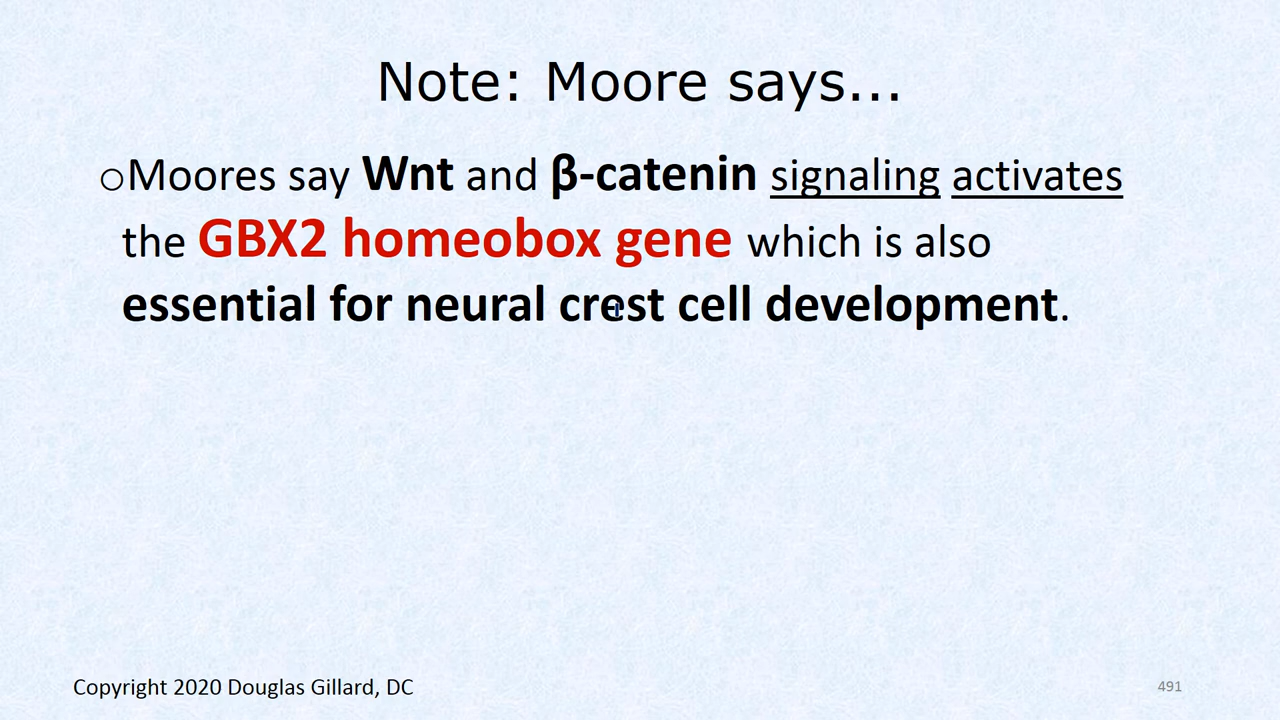 Note: Moore says...
○Moores say Wnt and β-catenin signaling activates
the GBX2 homeobox gene which is also
essential for neural crest cell development.
Copyright 2020 Douglas Gillard, DC
491